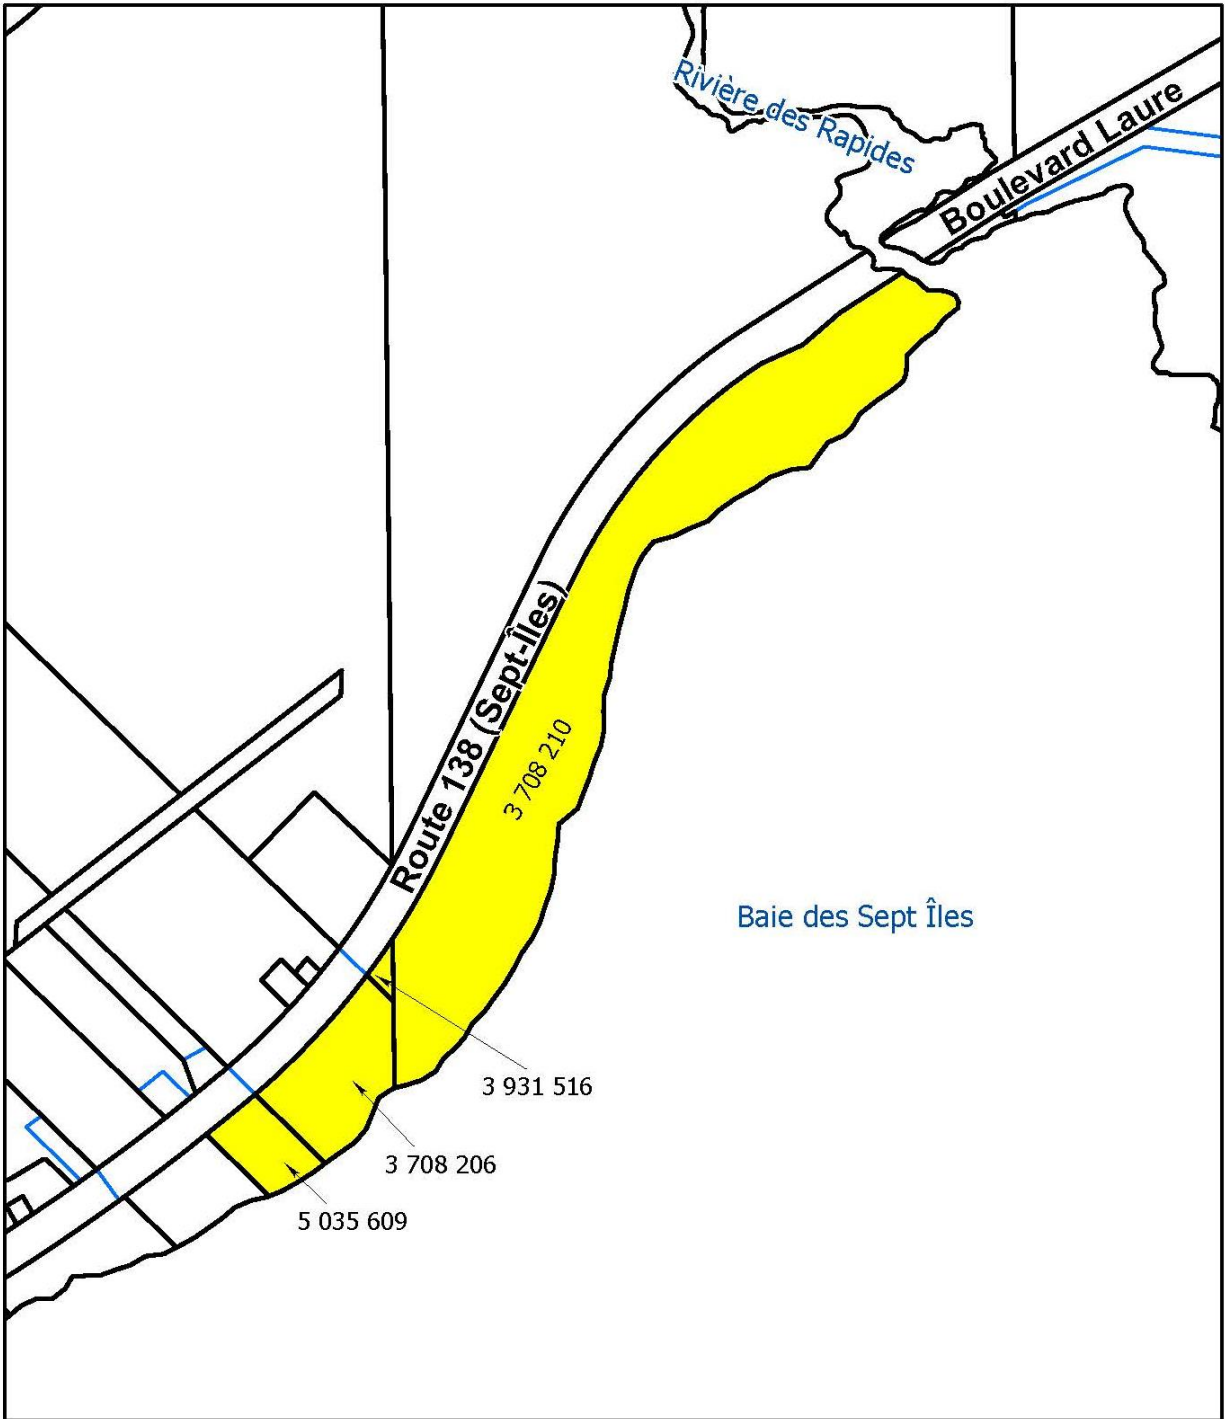 Rivière des Rapides
Boulevard Laure
Route 138 (Sept-Îles)
3 708 210
Baie des Sept Îles
3 931 516
3 708 206
5 035 609